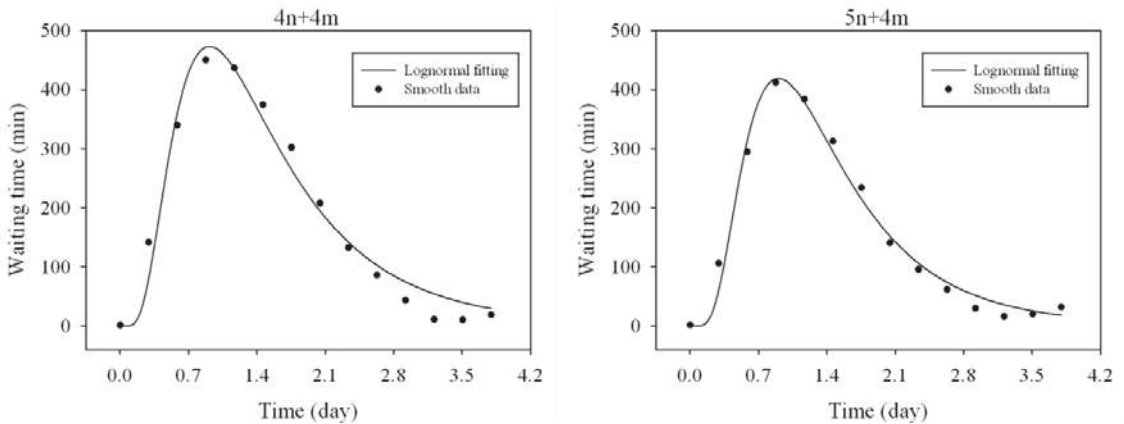 4n+4m
500
400
300
200
100
0
Waiting time (min)
Lognormal fitting
Smooth data
0.0 0.7 1.4 2.1 2.8 3.5 4.2
Time (day)
5n+4m
500
400
300
200
100
0
Waiting time (min)
Lognormal fitting
Smooth data
0.0 0.7 1.4 2.1 2.8 3.5 4.2
Time (day)